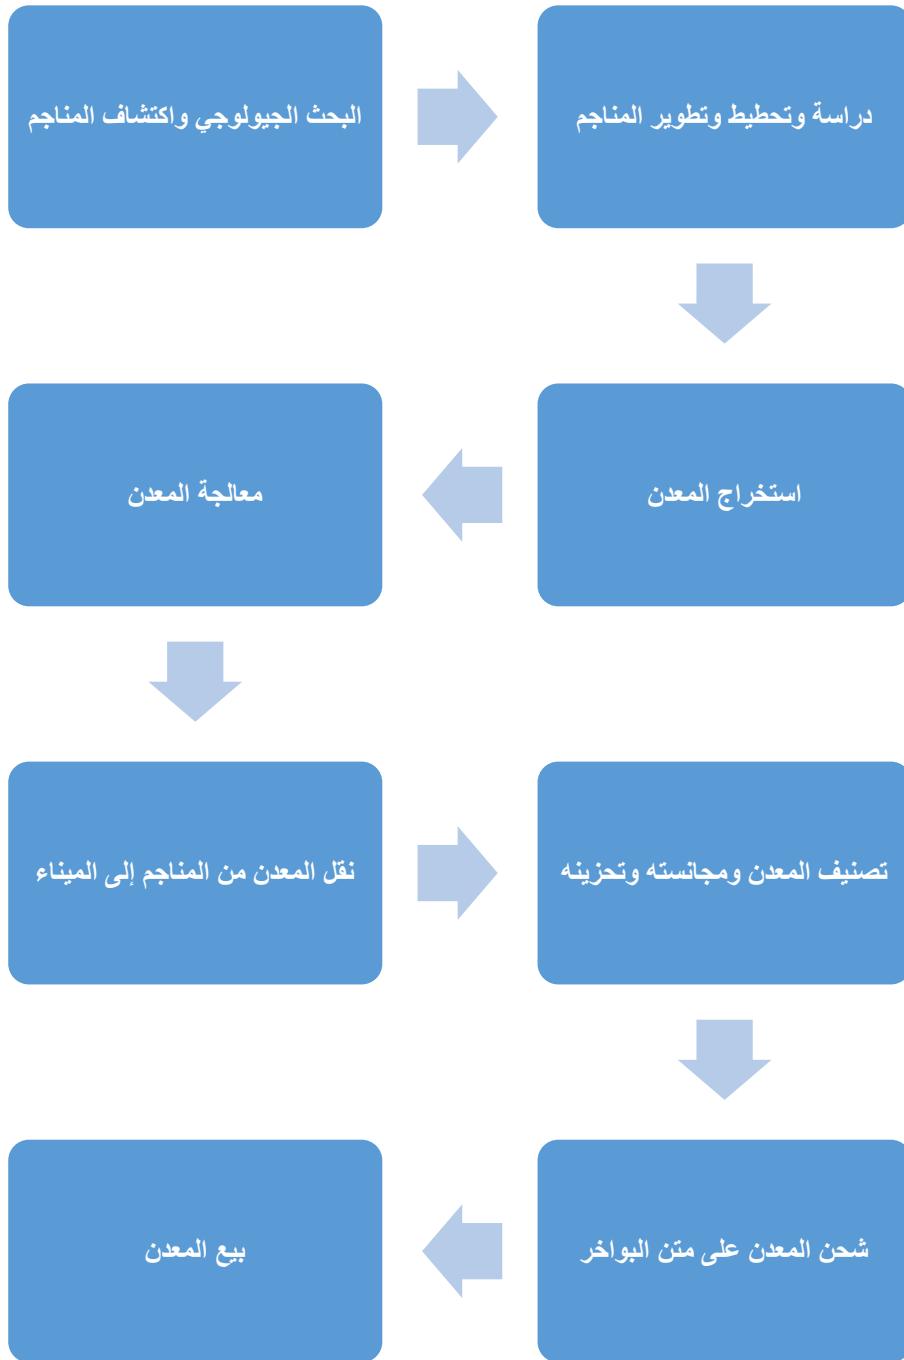 البحث الجيولوجي واكتشاف المناجم
دراسة وتحطيط وتطوير المناجم
استخراج المعدن
معالجة المعدن
نقل المعدن من المناجم إلى الميناء
تصنيف المعدن ومجانسته وتحزينه
شحن المعدن على متن البواخر
بيع المعدن